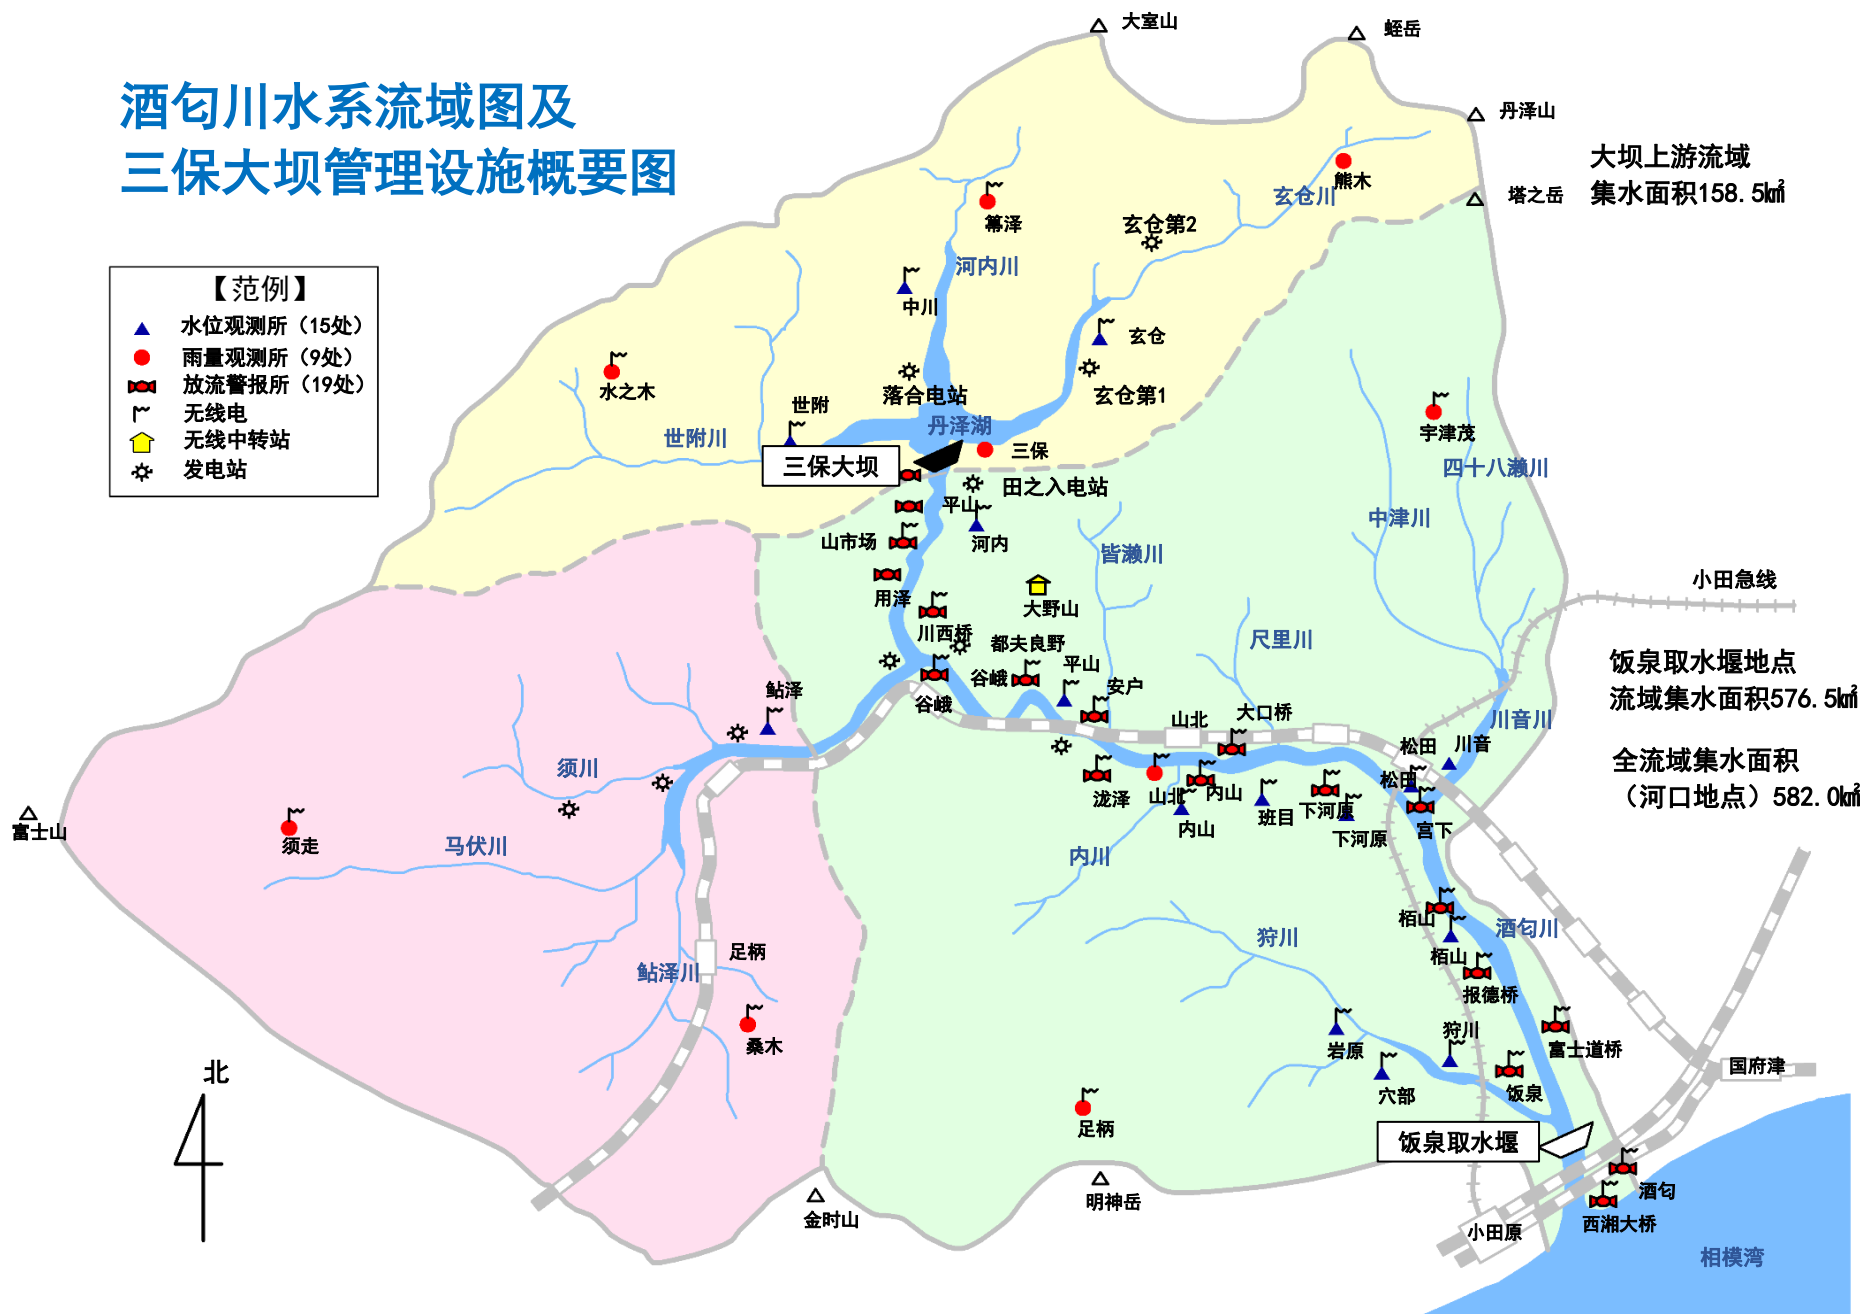 酒匂川水系流域图及
三保大坝管理设施概要图
【范例】
水位观测所（15处）
雨量观测所（9处）
放流警报所（19处）
无线电
无线中转站
发电站
大室山
蛭岳
丹泽山
塔之岳
大坝上游流域
集水面积158.5㎢
熊木
玄仓川
箒泽
玄仓第2
河内川
中川
玄仓
水之木
落合电站
玄仓第1
世附
丹泽湖
世附川
三保大坝
三保
宇津茂
四十八濑川
田之入电站
平山
中津川
山市场
河内
皆濑川
小田急线
用泽
大野山
川西桥
都夫良野
尺里川
平山
饭泉取水堰地点
流域集水面积576.5㎢
谷峨
谷峨
安户
鲇泽
山北
大口桥
川音川
松田
川音
须川
泷泽
山北
内山
松田
全流域集水面积
（河口地点）582.0㎢
班目
下河原
下河原
宫下
内山
富士山
须走
马伏川
内川
栢山
酒匂川
狩川
栢山
足柄
鲇泽川
报德桥
桑木
岩原
狩川
富士道桥
北
穴部
饭泉
国府津
足柄
饭泉取水堰
明神岳
金时山
酒匂
西湘大桥
小田原
相模湾